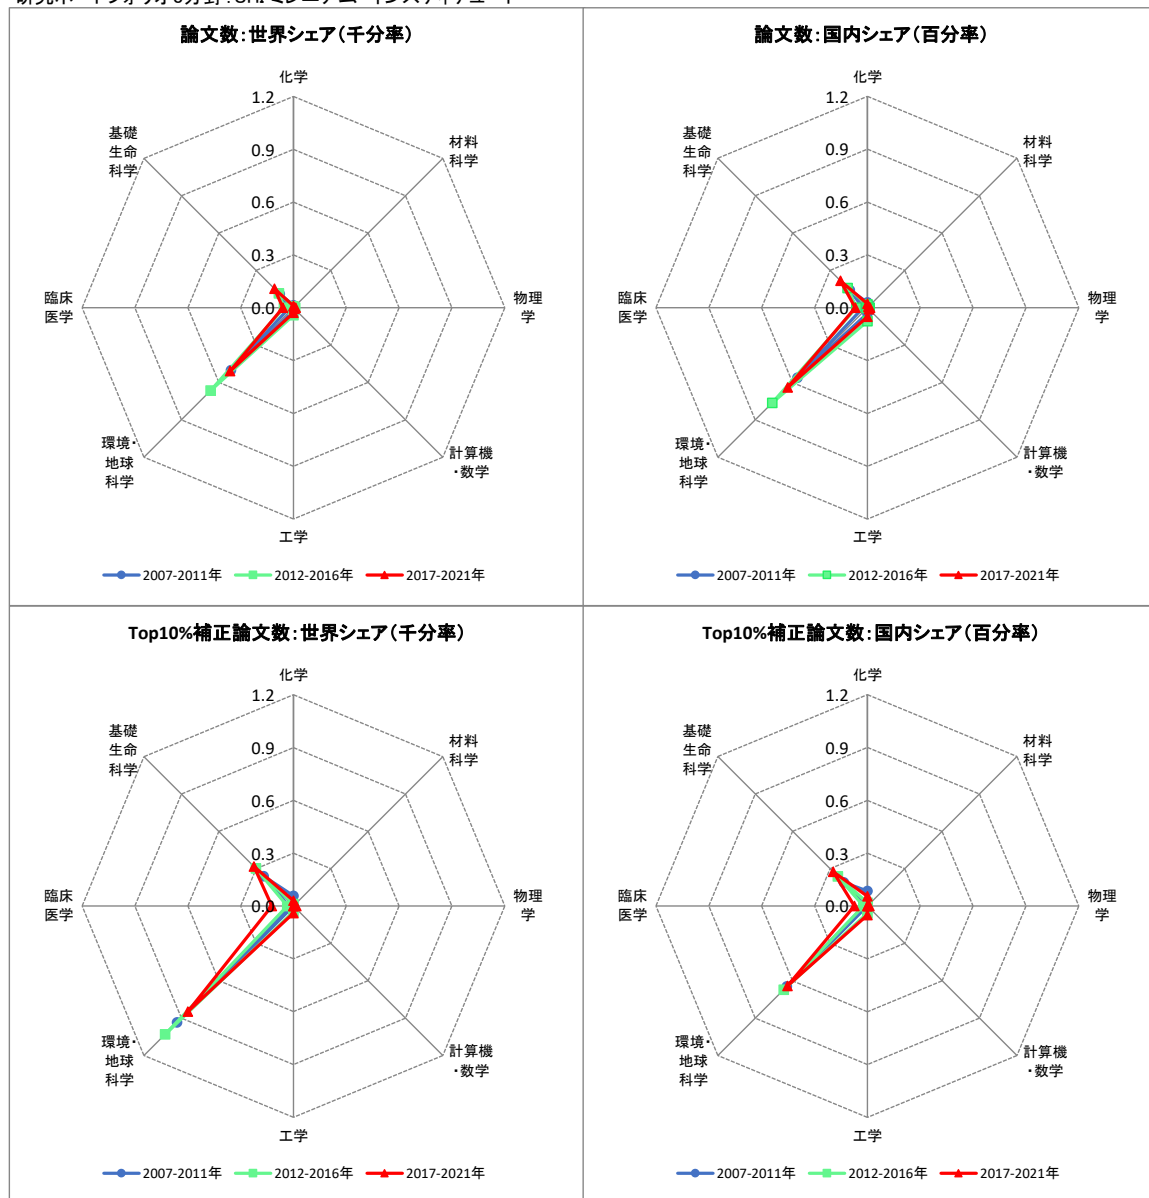 論文数：世界シェア（千分率）
化学
1.2
0.9
0.6
0.3
0.0
材料
科学
物理
学
計算機
・数学
工学
環境・
地球
科学
臨床
医学
基礎
生命
科学
2007-2011年 2012-2016年 2017-2021年
論文数：国内シェア（百分率）
化学
1.2
0.9
0.6
0.3
0.0
材料
科学
物理
学
計算機
・数学
工学
環境・
地球
科学
臨床
医学
基礎
生命
科学
2007-2011年 2012-2016年 2017-2021年
Top10%補正論文数：世界シェア（千分率）
化学
1.2
0.9
0.6
0.3
0.0
材料
科学
物理
学
計算機
・数学
工学
環境・
地球
科学
臨床
医学
基礎
生命
科学
2007-2011年 2012-2016年 2017-2021年
Top10%補正論文数：国内シェア（百分率）
化学
1.2
0.9
0.6
0.3
0.0
材料
科学
物理
学
計算機
・数学
工学
環境・
地球
科学
臨床
医学
基礎
生命
科学
2007-2011年 2012-2016年 2017-2021年